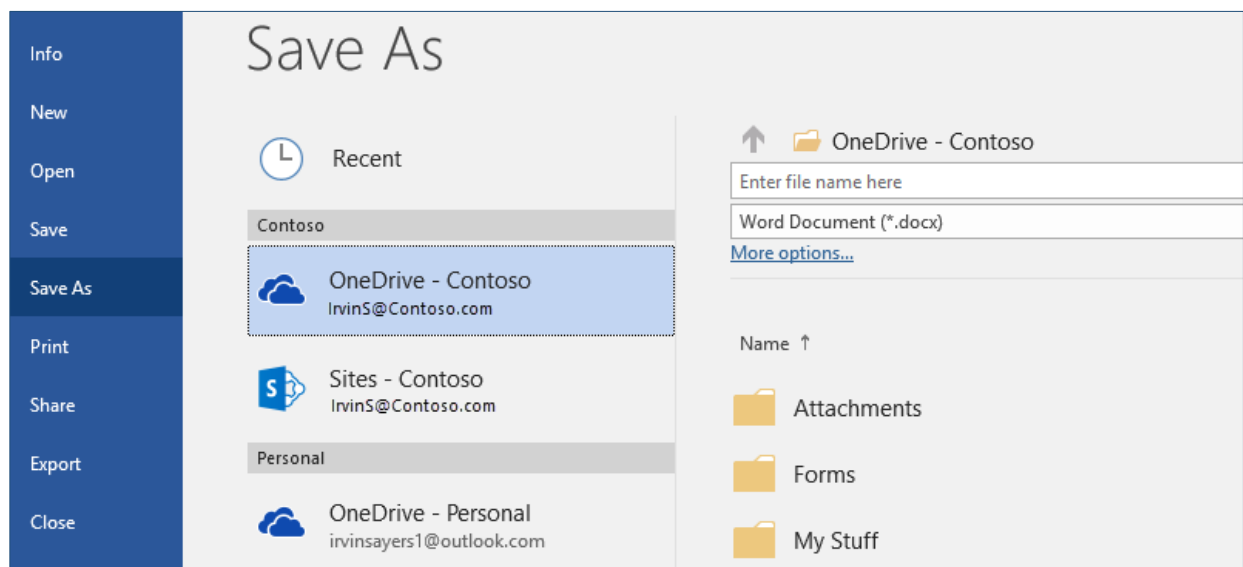 Info
New
Open
Save
Save As
Print
Share
Export
Close
Save As
Recent
Contoso
OneDrive - Contoso
IrvinS@Contoso.com
Sites - Contoso
IrvinS@Contoso.com
Personal
OneDrive - Personal
irvinsayers1@outlook.com
OneDrive - Contoso
Enter file name here
Word Document (*.docx)
More options...
Name ↑
Attachments
Forms
My Stuff